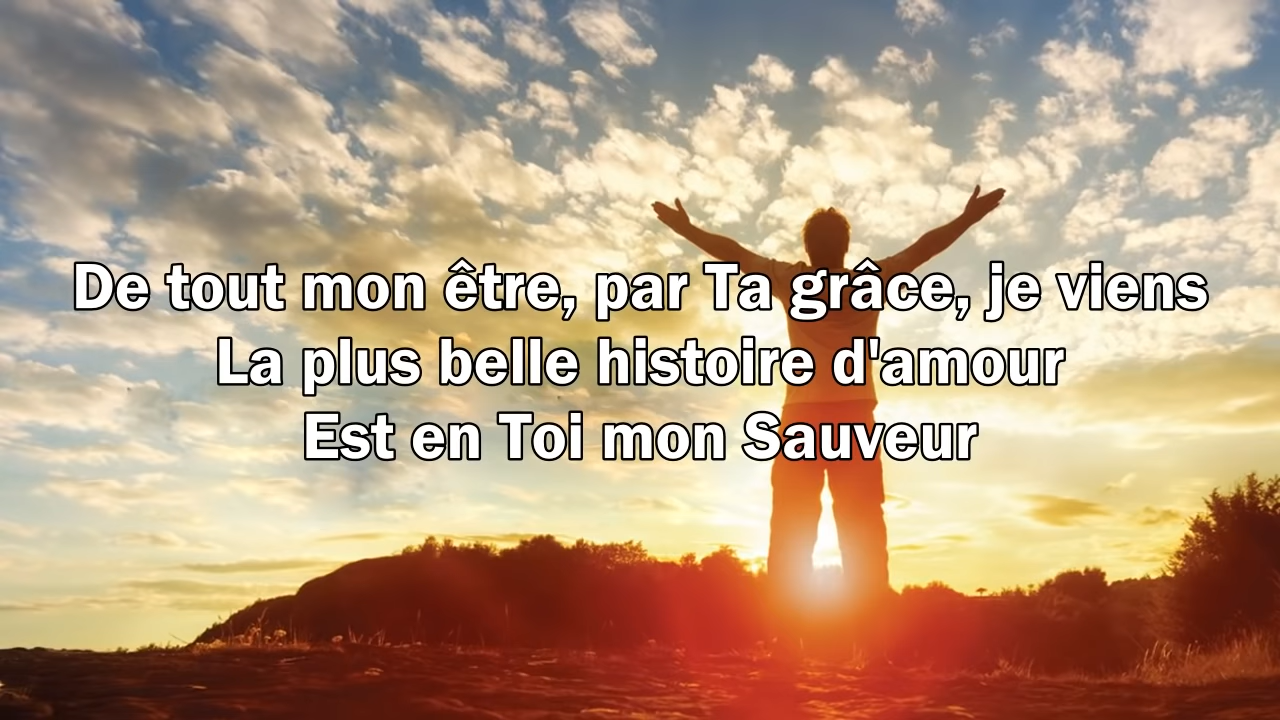 De tout mon être, par Ta grâce, je viens
La plus belle histoire d'amour
Est en Toi mon Sauveur